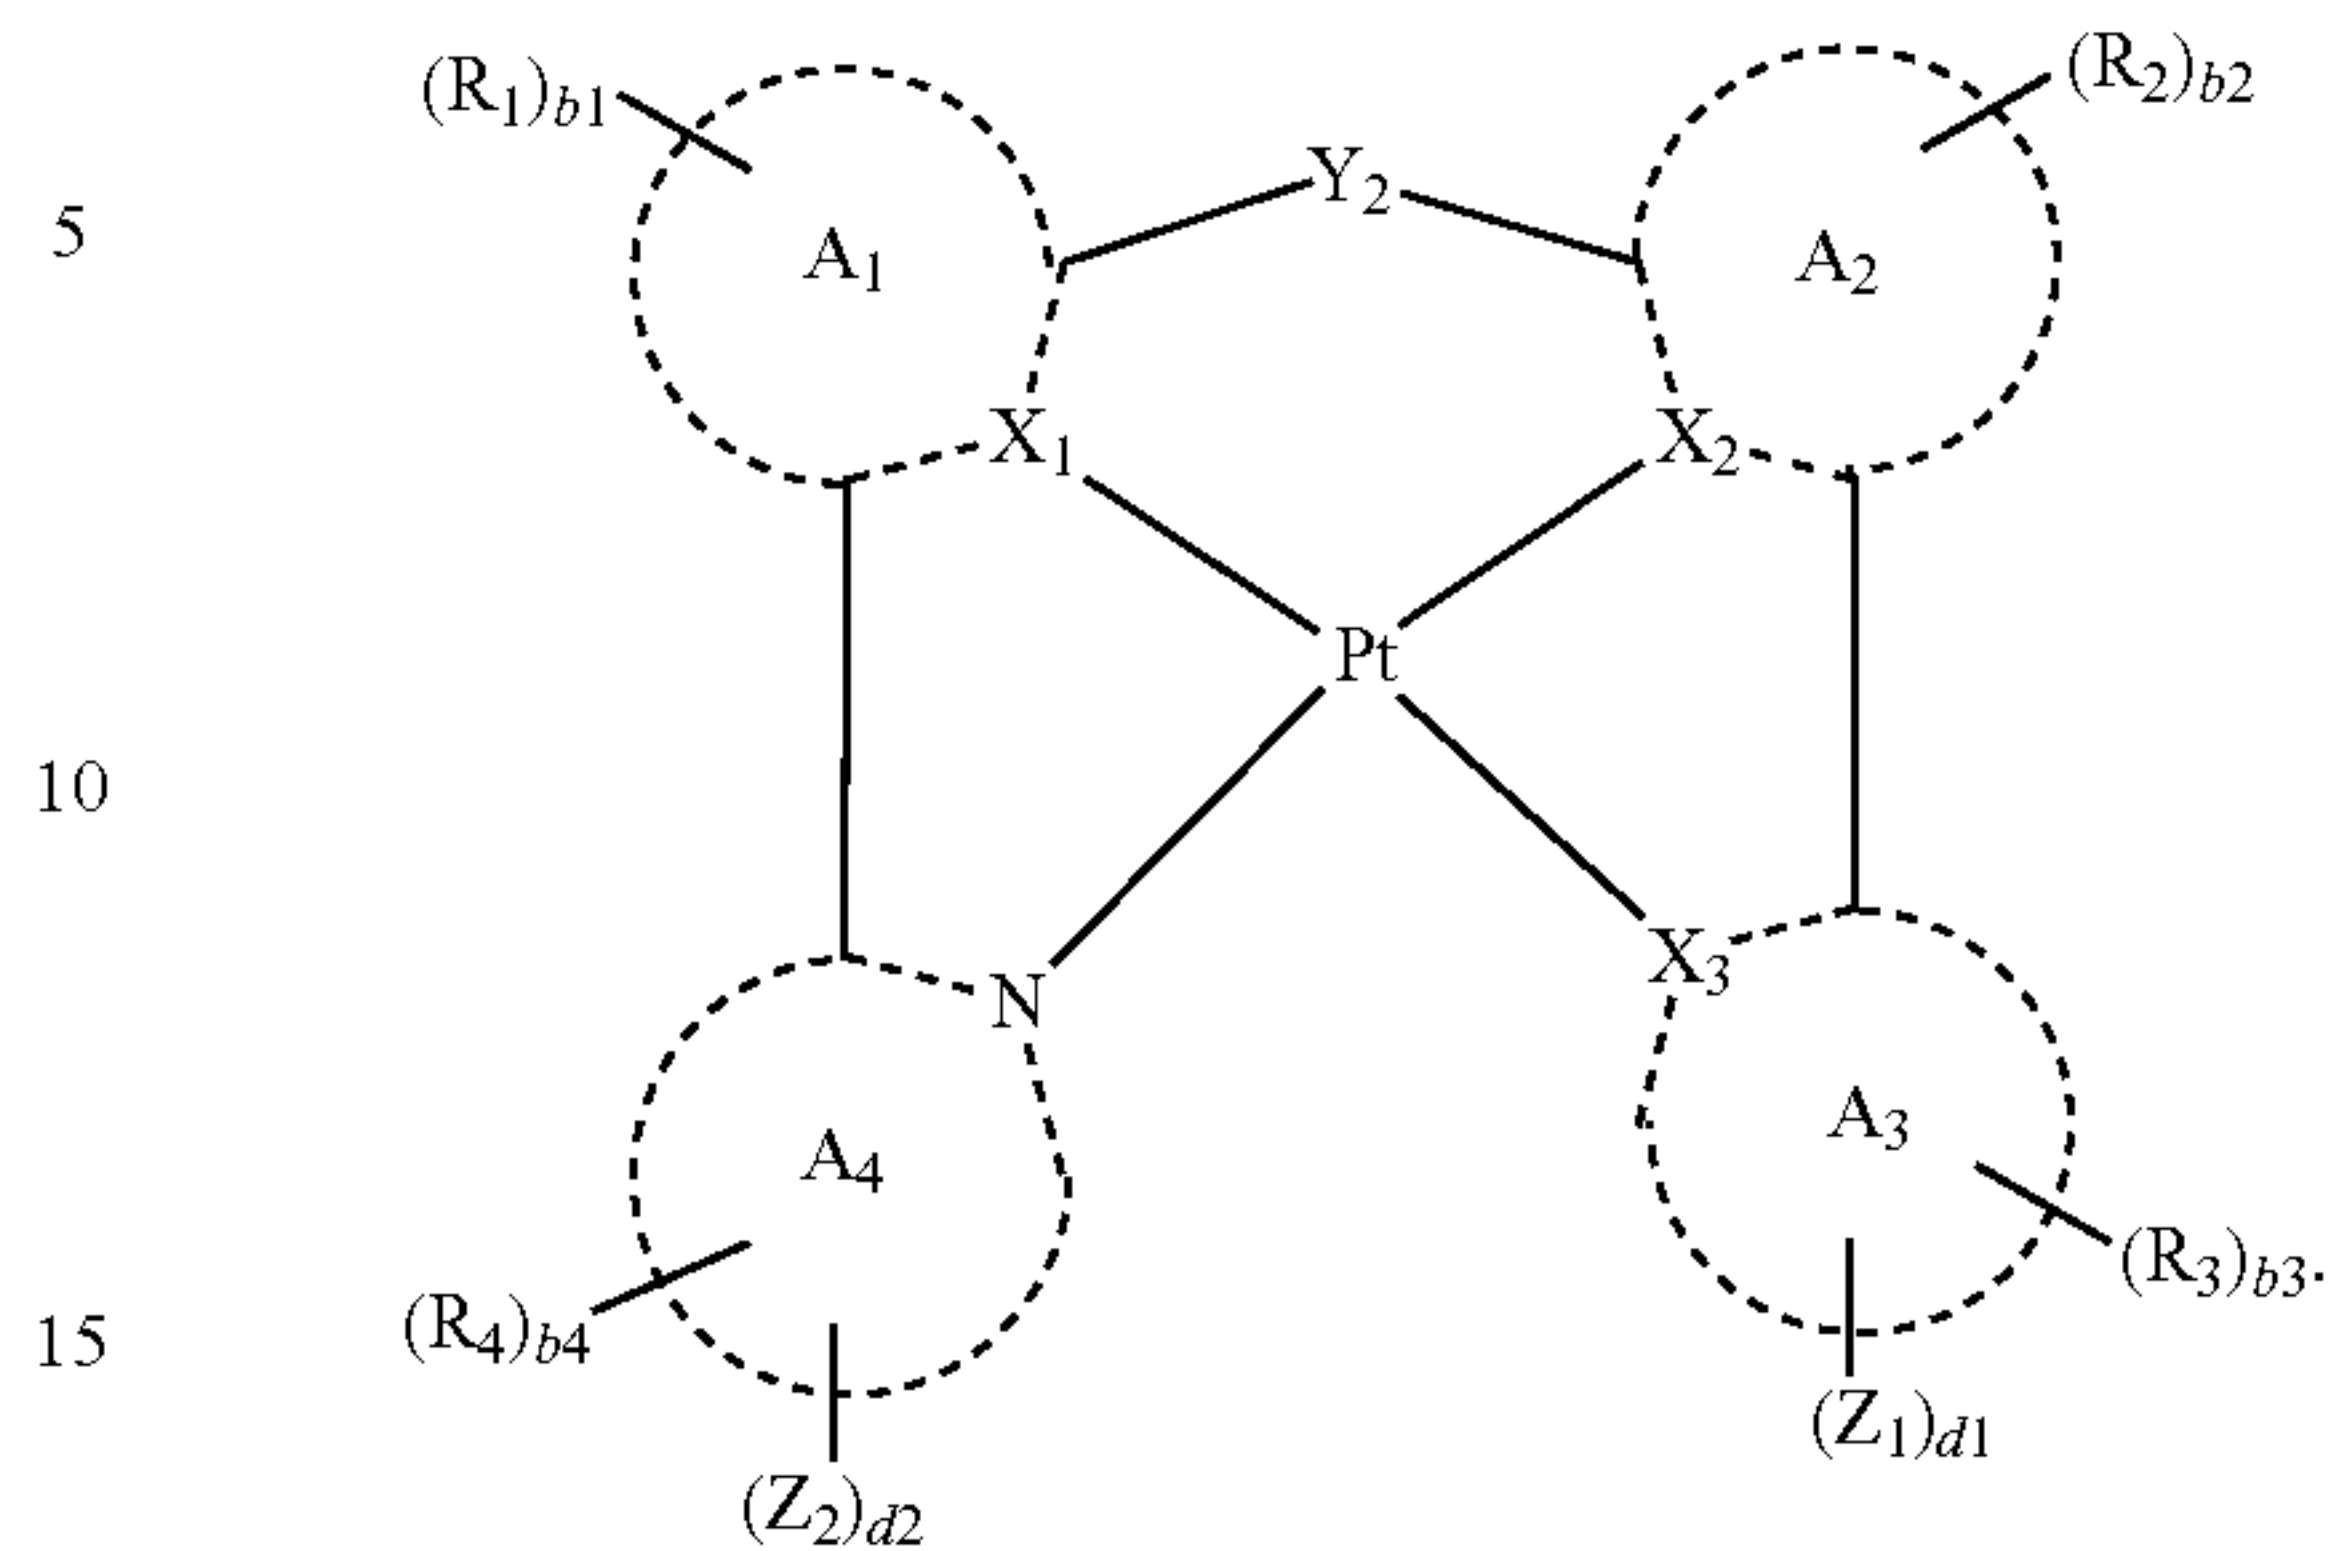 (R1)b1 (R2)b2
Y2
5 A1 A2
X1 X2
Pt
10
X3
N
A3
A4
(R3)b3.
15 (R4)b4
(Z1)d1
(Z2)d2